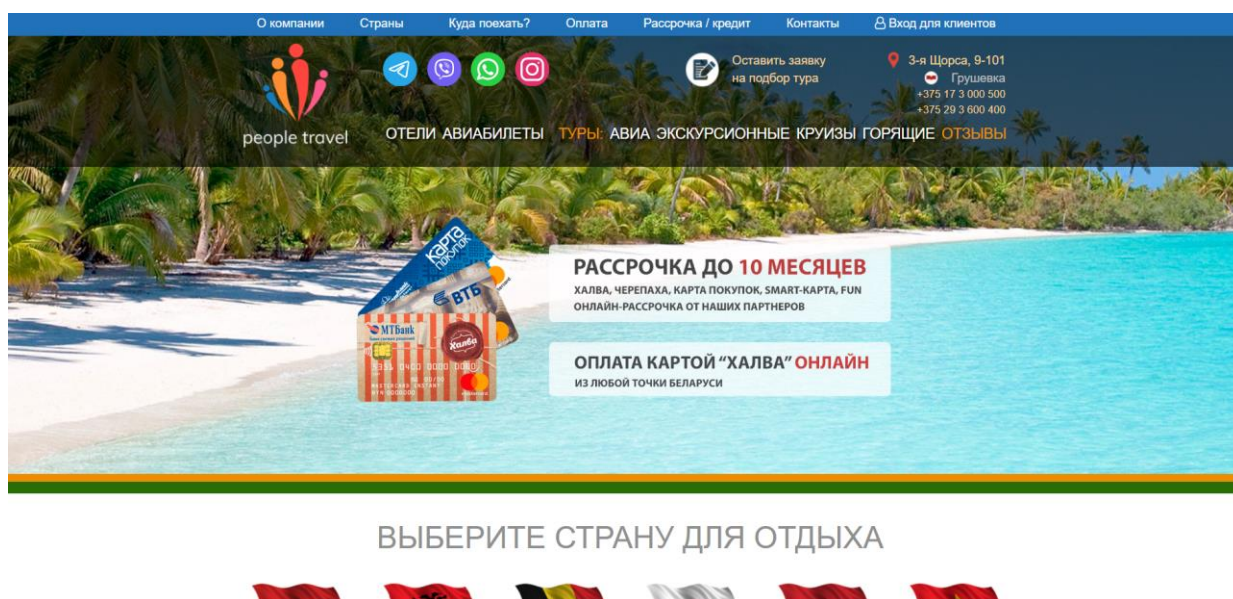 О компании Страны Куда поехать? Оплата Рассрочка / кредит Контакты Вход для клиентов
people travel
Оставить заявку
на подбор тура
3-я Щорса, 9-101
Грушевка
+375 17 3 000 500
+375 29 3 600 400
ОТЕЛИ АВИАБИЛЕТЫ ТУРЫ: АВИА ЭКСКУРСИОННЫЕ КРУИЗЫ ГОРЯЩИЕ ОТЗЫВЫ
КАРТА
ПОКУПОК
ВТБ
МТБанк
Халва
РАССРОЧКА ДО 10 МЕСЯЦЕВ
ХАЛВА, ЧЕРЕПАХА, КАРТА ПОКУПОК, SMART-КАРТА, FUN
ОНЛАЙН-РАССРОЧКА ОТ НАШИХ ПАРТНЕРОВ
ОПЛАТА КАРТОЙ “ХАЛВА” ОНЛАЙН
ИЗ ЛЮБОЙ ТОЧКИ БЕЛАРУСИ
ВЫБЕРИТЕ СТРАНУ ДЛЯ ОТДЫХА